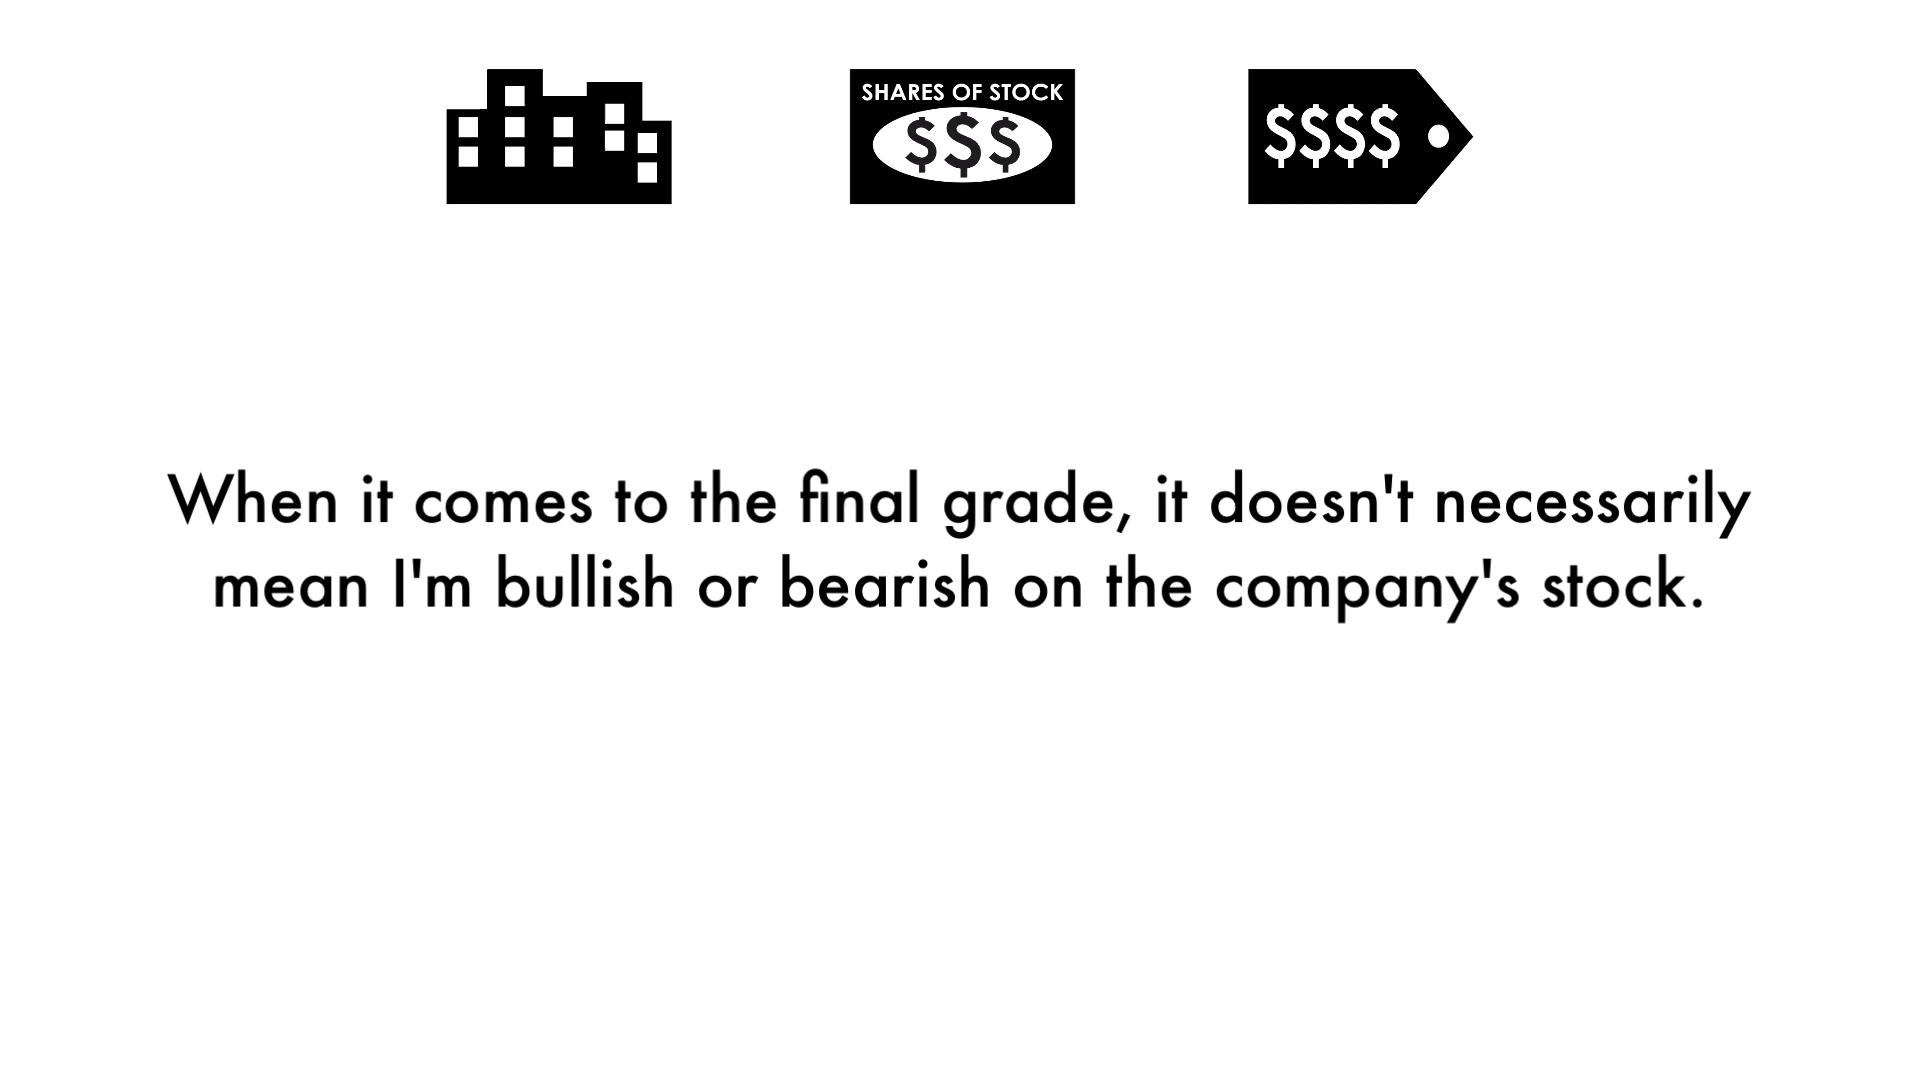 SHARES OF STOCK
$$$
$$$$
When it comes to the final grade, it doesn't necessarily
mean I'm bullish or bearish on the company's stock.